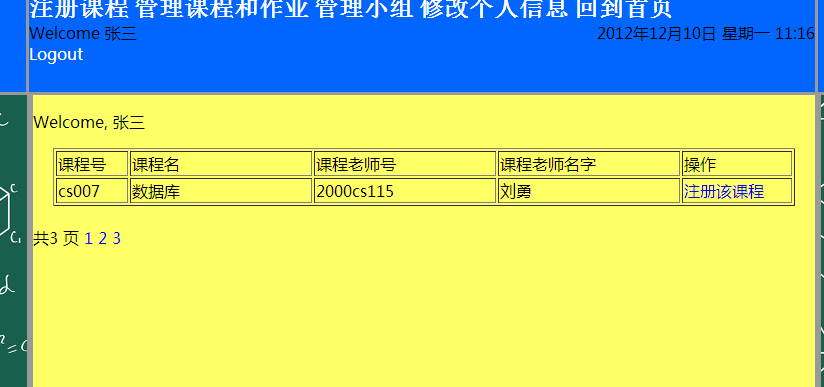 注册课程 管理课程和作业 管理小组 修改个人信息 回到首页
Welcome 张三 2012年12月10日 星期一 11:16
Logout
Welcome, 张三
课程号 课程名 课程老师号 课程老师名字 操作
cs007 数据库 2000cs115 刘勇 注册该课程
共3 页 1 2 3